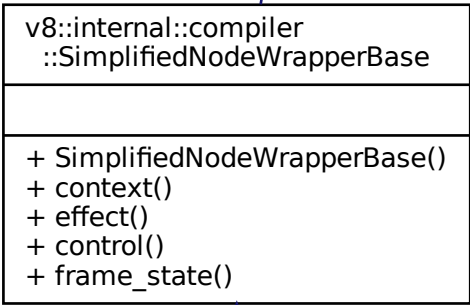 v8::internal::compiler
::SimplifiedNodeWrapperBase
+ SimplifiedNodeWrapperBase()
+ context()
+ effect()
+ control()
+ frame_state()